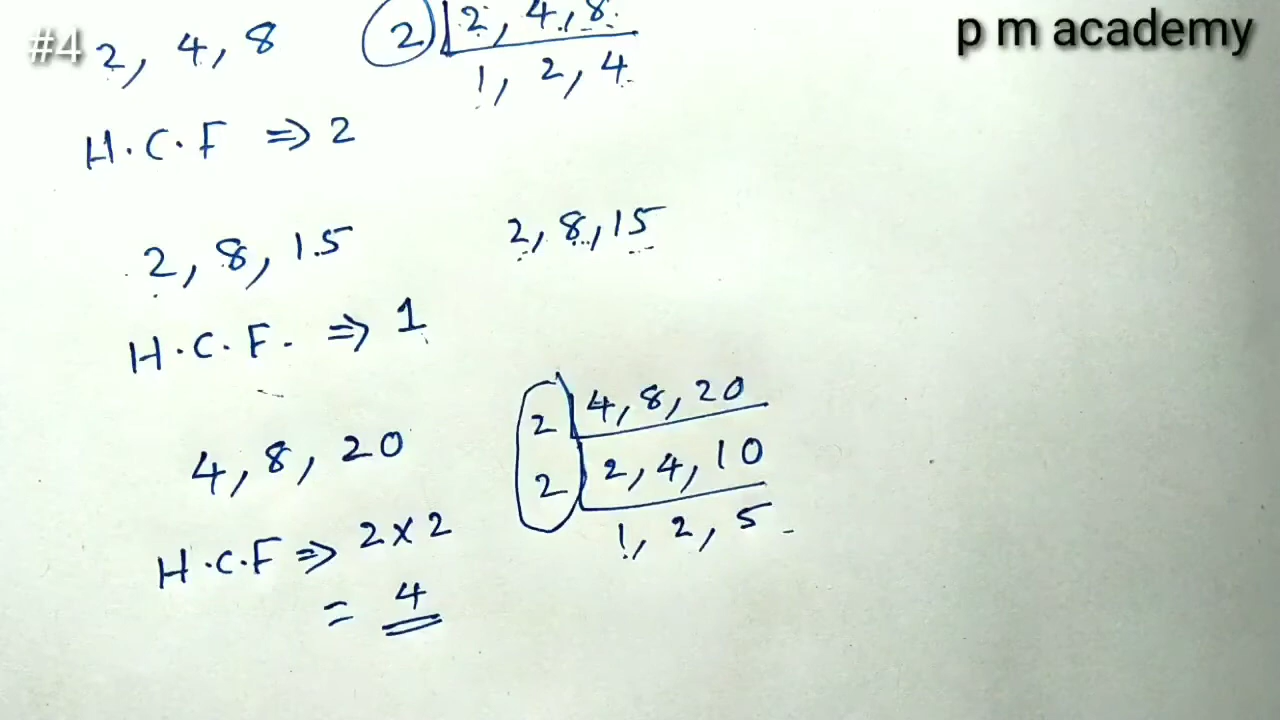 #4
p m academy
2, 4, 8
2 | 2, 4, 8
1, 2, 4
H.C.F ⇒ 2
2, 8, 15
2, 8, 15
H.C.F. ⇒ 1
4, 8, 20
2 | 4, 8, 20
2 | 2, 4, 10
1, 2, 5
H.C.F ⇒ 2 x 2
= 4